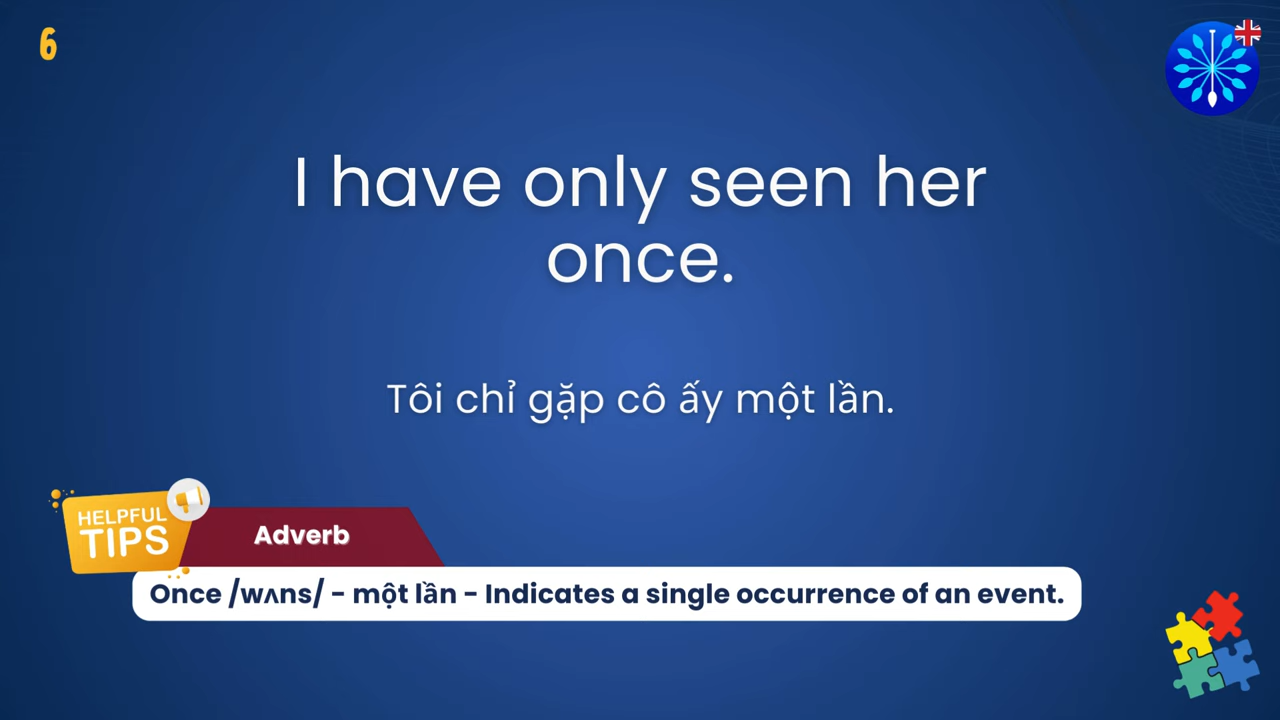 6
I have only seen her
once.
Tôi chỉ gặp cô ấy một lần.
HELPFUL
TIPS
Adverb
Once /wʌns/ - một lần - Indicates a single occurrence of an event.